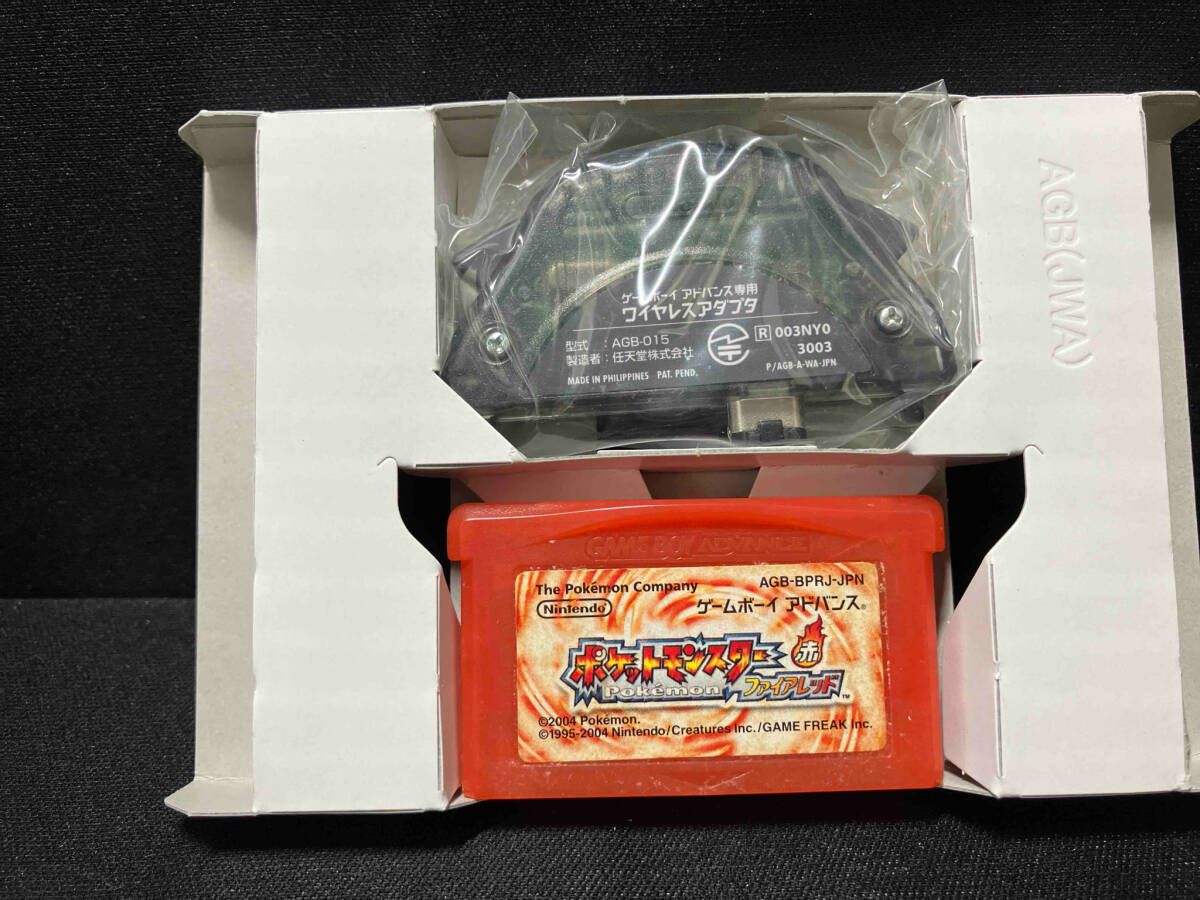 AGB(JWA)
ゲームボーイ アドバンス専用
ワイヤレスアダプタ
型式 : AGB-015
製造者 : 任天堂株式会社
R 003NY0
3003
MADE IN PHILIPPINES PAT. PEND.
P/AGB-A-WA-JPN
GAME BOY ADVANCE
The Pokémon Company
AGB-BPRJ-JPN
Nintendo
ゲームボーイ アドバンス®
ポケットモンスター
赤
Pokémon
ファイアレッド™
©2004 Pokémon.
©1995-2004 Nintendo/Creatures Inc./GAME FREAK Inc.